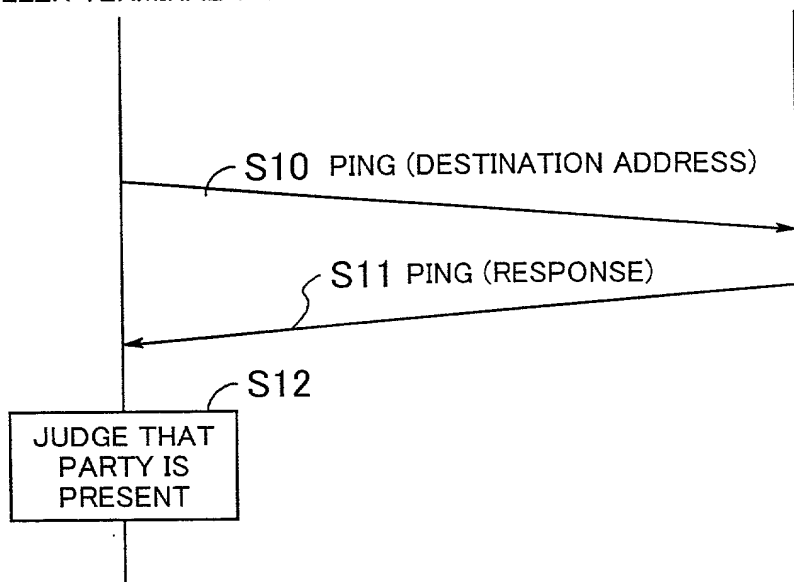 S10 PING (DESTINATION ADDRESS)
S11 PING (RESPONSE)
S12
JUDGE THAT
PARTY IS
PRESENT